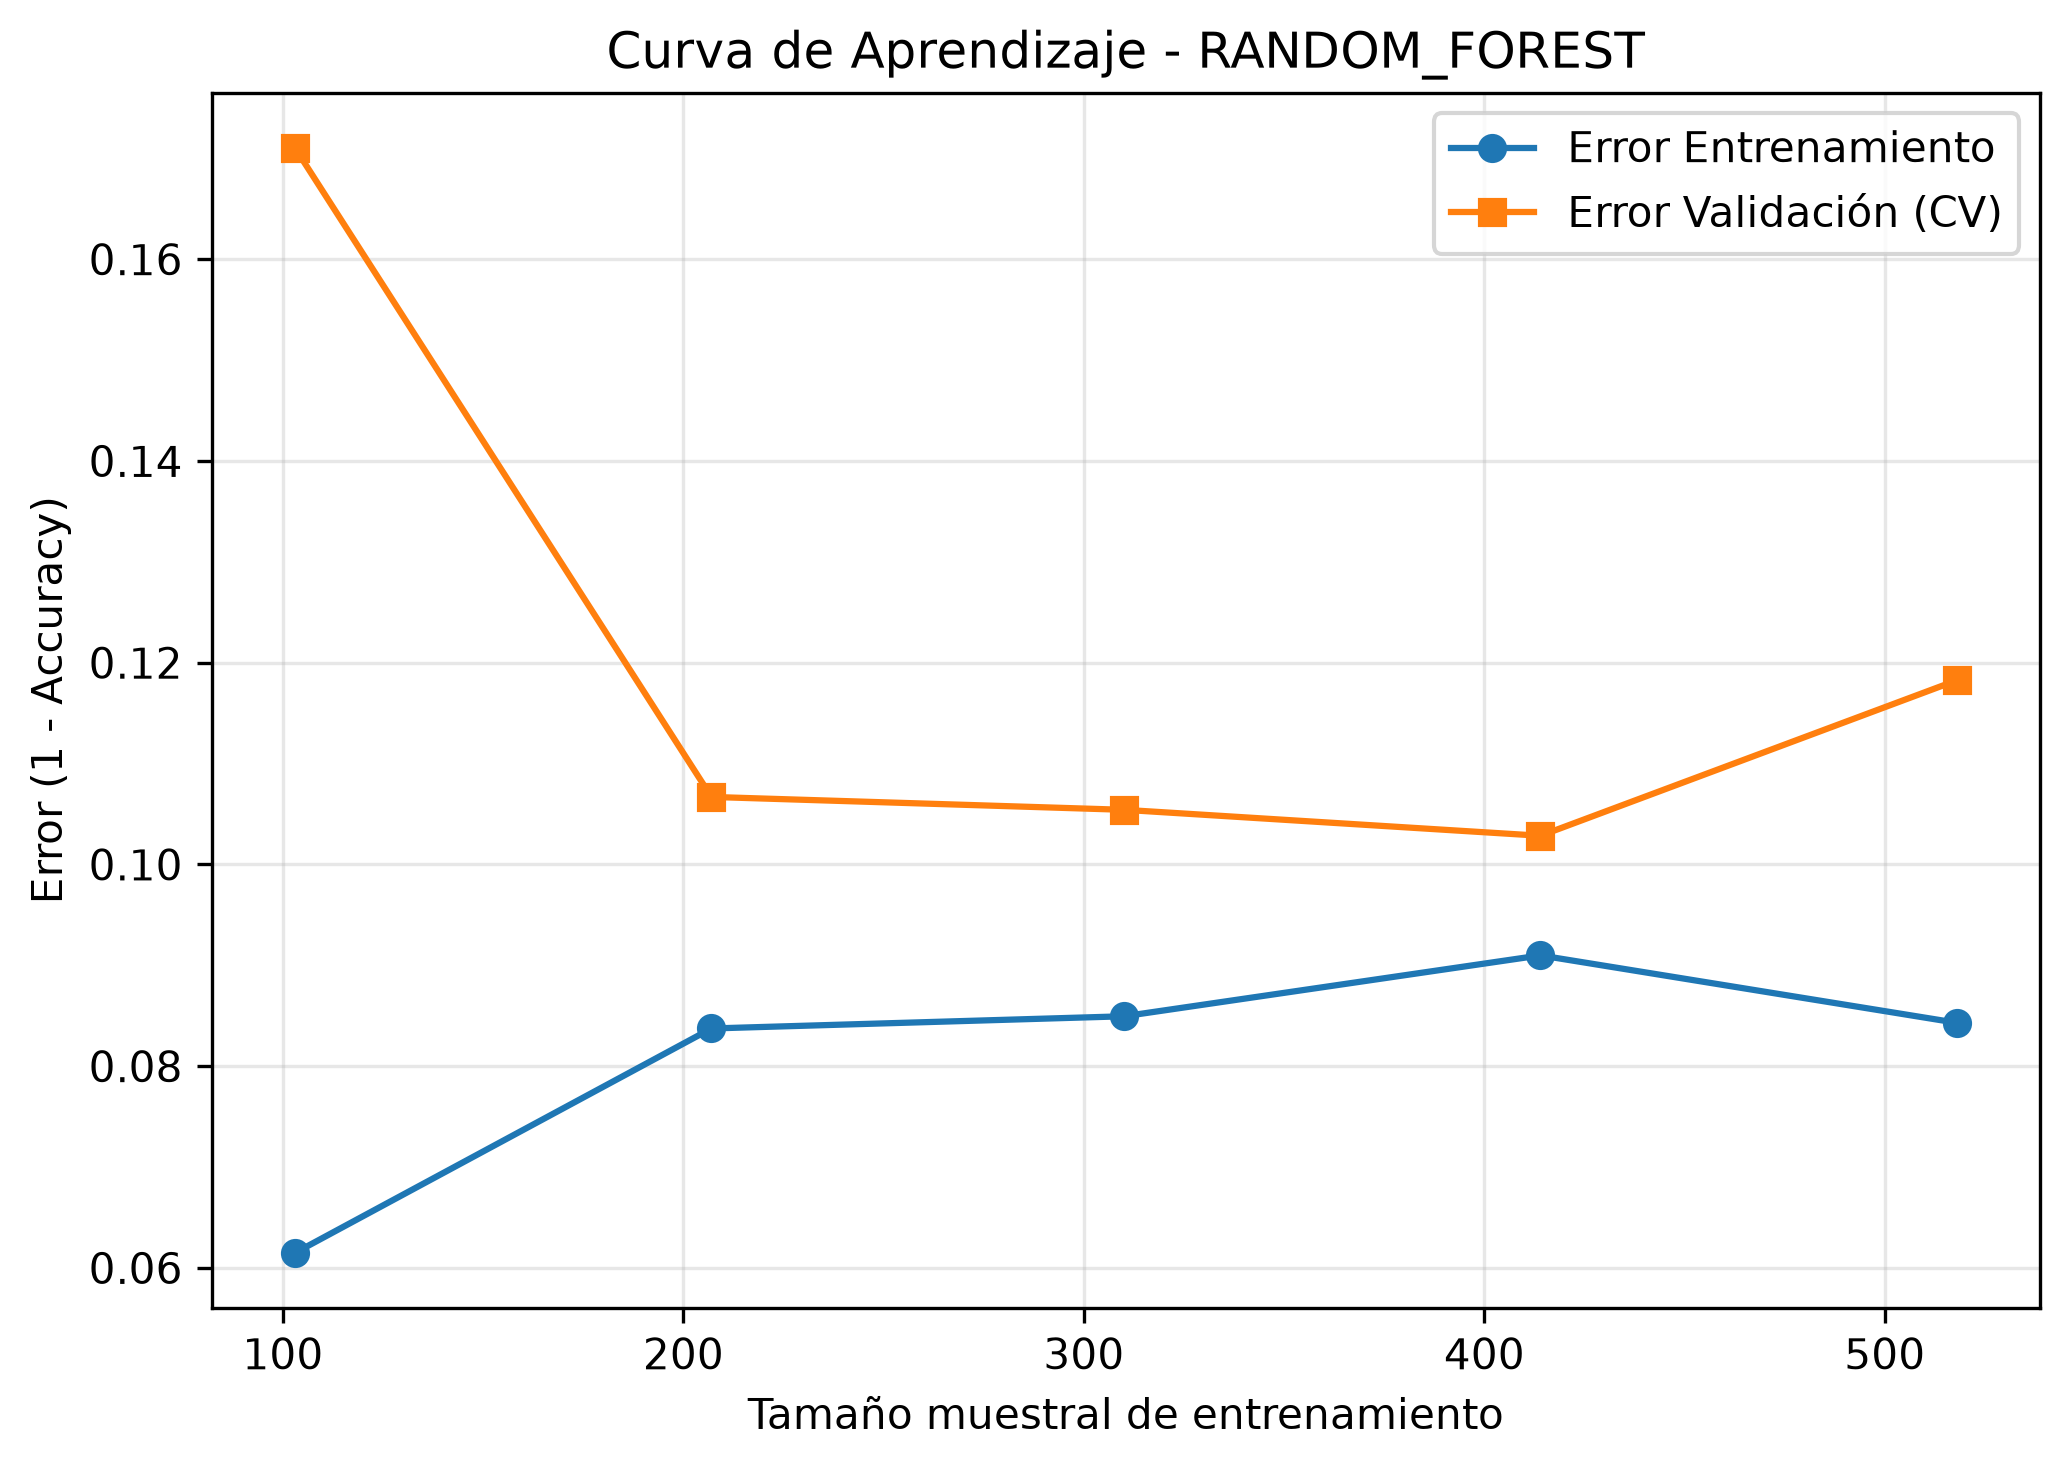 Curva de Aprendizaje - RANDOM_FOREST
Error Entrenamiento
Error Validación (CV)
Error (1 - Accuracy)
0.16
0.14
0.12
0.10
0.08
0.06
100 200 300 400 500
Tamaño muestral de entrenamiento